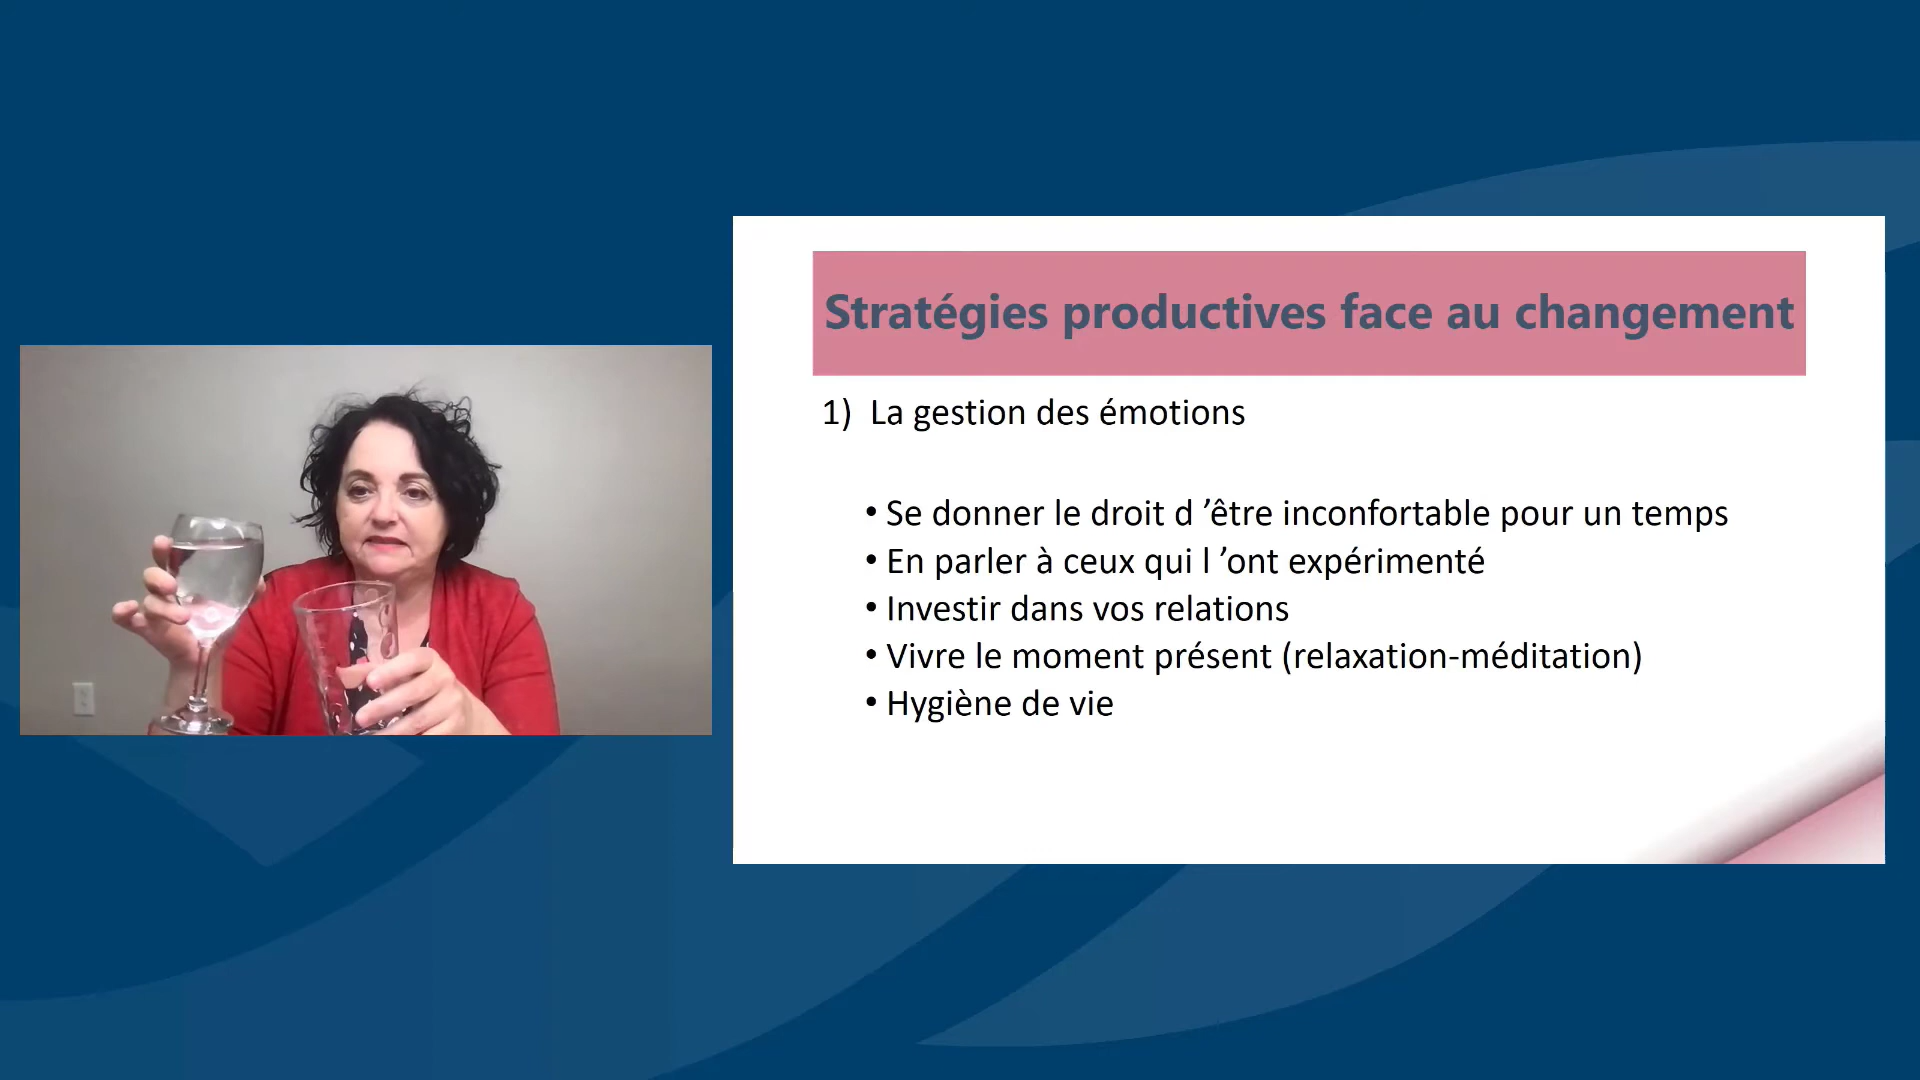 Stratégies productives face au changement
1) La gestion des émotions
• Se donner le droit d ’être inconfortable pour un temps
• En parler à ceux qui l ’ont expérimenté
• Investir dans vos relations
• Vivre le moment présent (relaxation-méditation)
• Hygiène de vie